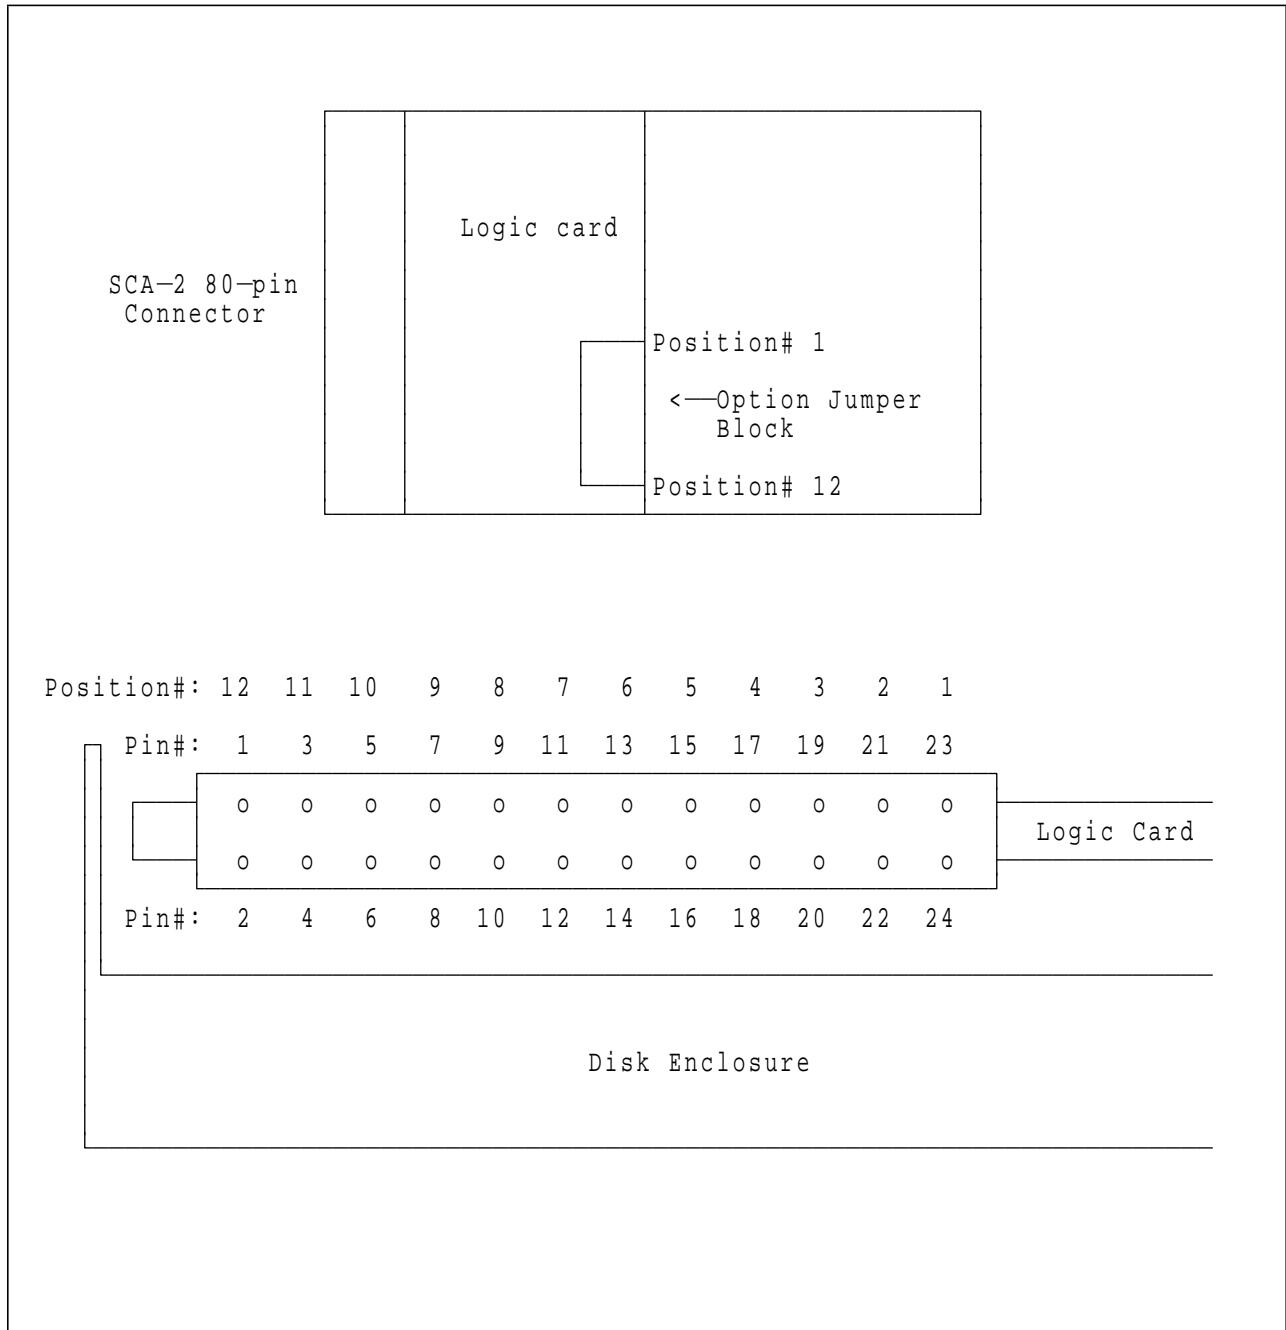 Logic card
SCA—2 80—pin
Connector
Position# 1
<——Option Jumper
Block
Position# 12
Position#: 12 11 10 9 8 7 6 5 4 3 2 1
Pin#: 1 3 5 7 9 11 13 15 17 19 21 23
o o o o o o o o o o o o
Logic Card
o o o o o o o o o o o o
Pin#: 2 4 6 8 10 12 14 16 18 20 22 24
Disk Enclosure